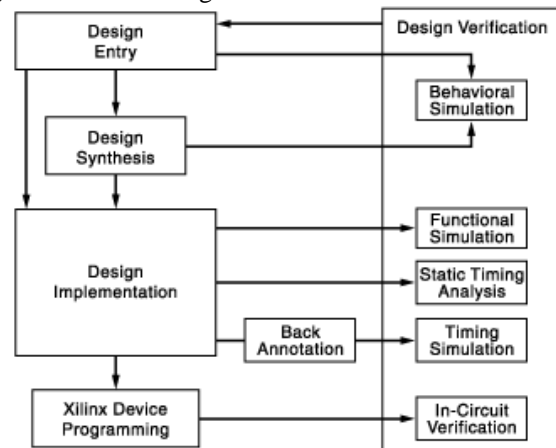 Design
Entry
Design Verification
Behavioral
Simulation
Design
Synthesis
Functional
Simulation
Design
Implementation
Static Timing
Analysis
Back
Annotation
Timing
Simulation
Xilinx Device
Programming
In-Circuit
Verification